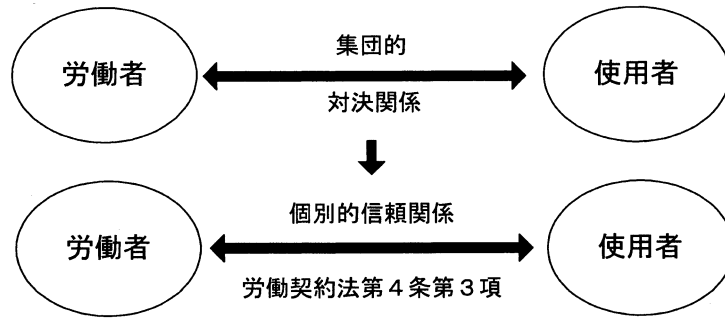 労働者
集団的
対決関係
使用者
労働者
個別的信頼関係
労働契約法第４条第３項
使用者